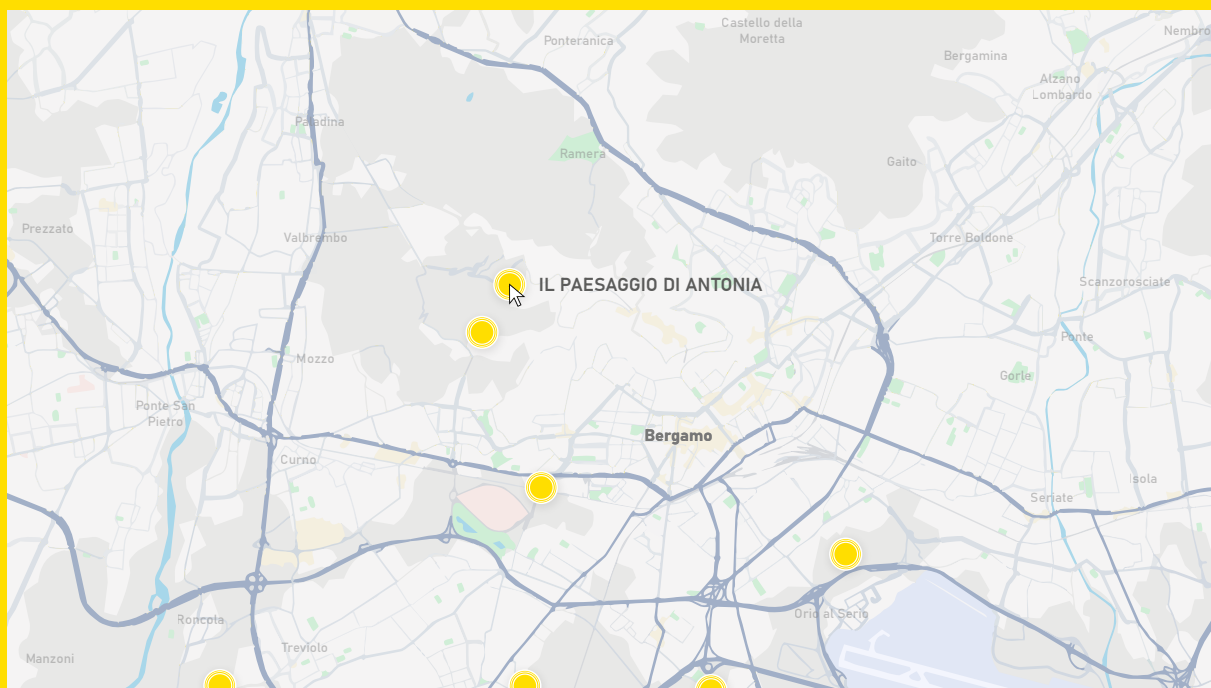 Castello della
Moretta
Nembro
Ponteranica
Bergamina
Alzano
Lombardo
Paladina
Ramera
Gaito
Prezzato
Valbrembo
Torre Boldone
IL PAESAGGIO DI ANTONIA
Scanzorosciate
Ponte
Mozzo
Gorle
Ponte San
Pietro
Bergamo
Curno
Isola
Seriate
Roncola
Orio al Serio
Treviolo
Manzoni